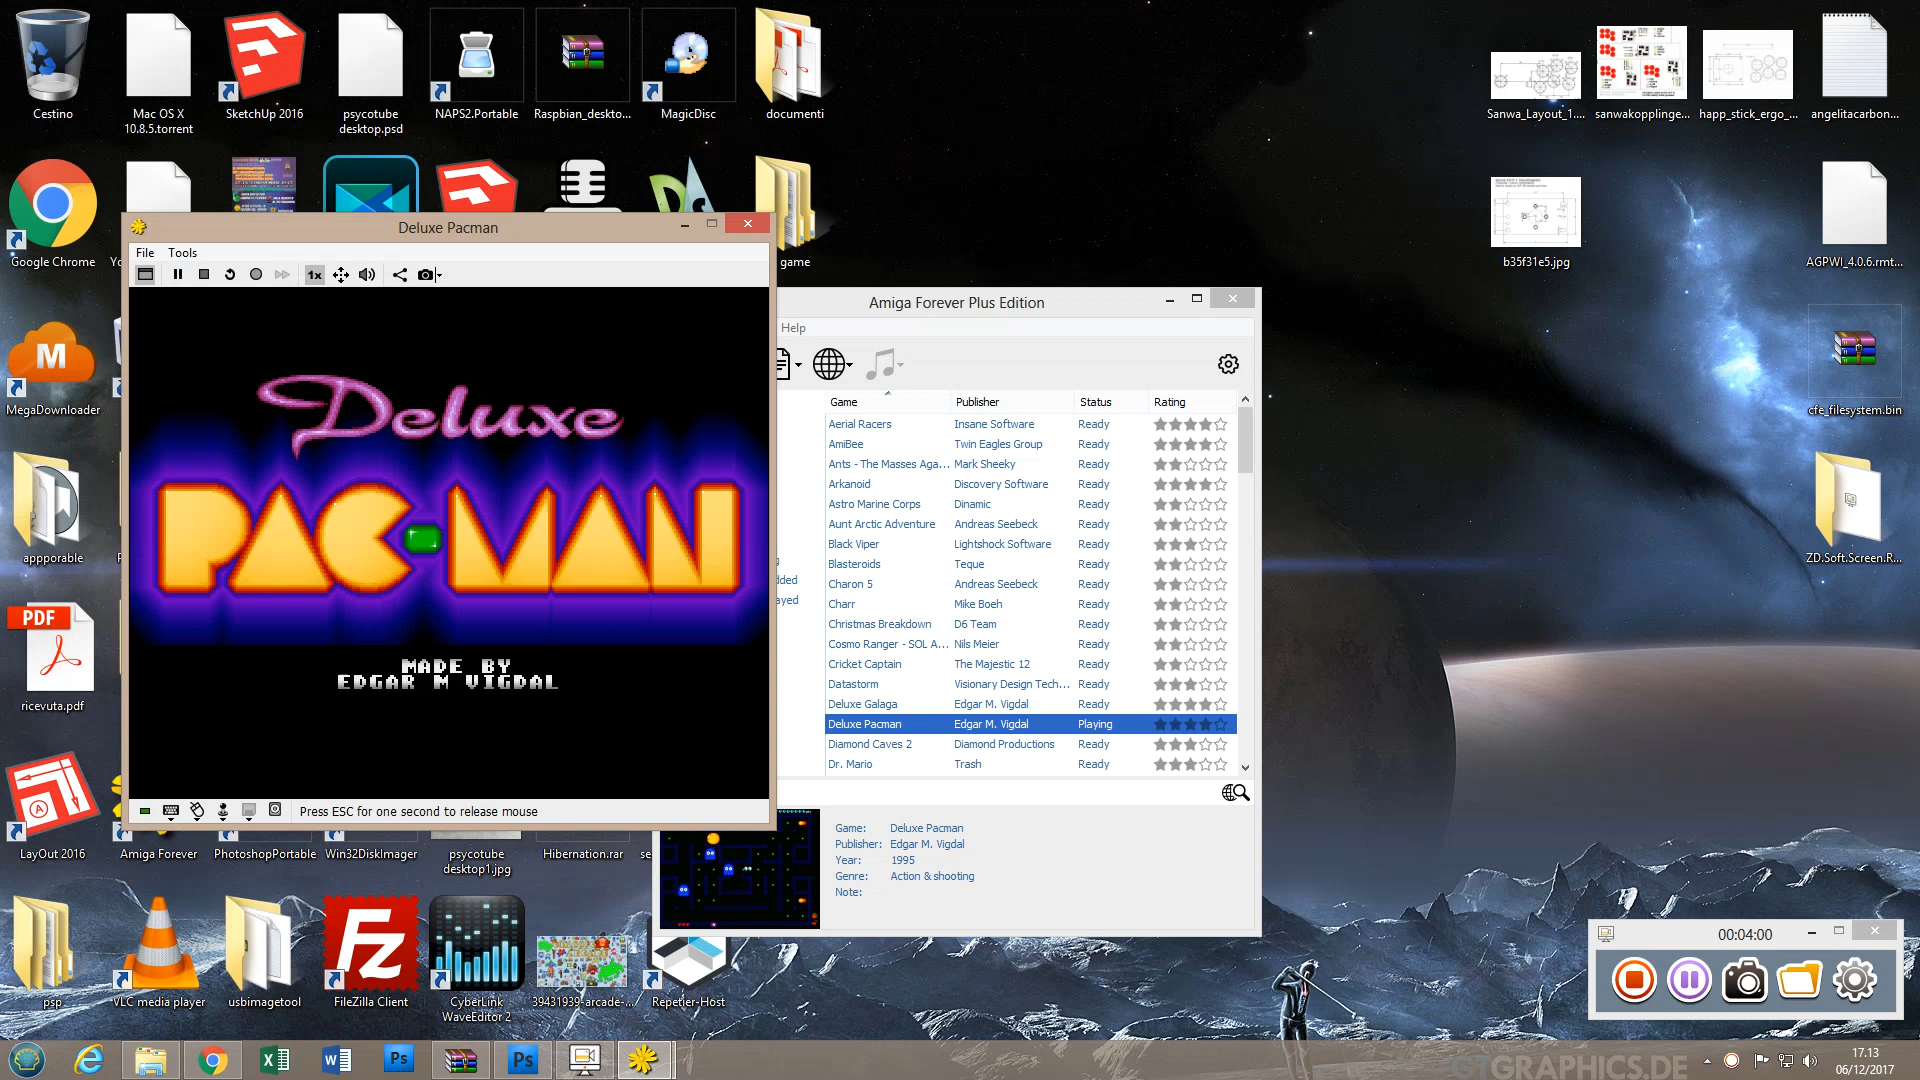 Cestino
Mac OS X
10.8.5.torrent
SketchUp 2016
psycotube
desktop.psd
NAPS2.Portable
Raspbian_deskto...
MagicDisc
documenti
Sanwa_Layout_1....
sanwakopplinge...
happ_stick_ergo_...
angelitacarbon...
Google Chrome
game
b35f31e5.jpg
AGPWI_4.0.6.rmt...
Deluxe Pacman
File Tools
1x
Deluxe
PAC-MAN
MADE BY
EDGAR M VIGDAL
Press ESC for one second to release mouse
Amiga Forever Plus Edition
Help
Game Publisher Status Rating
Aerial Racers Insane Software Ready
AmiBee Twin Eagles Group Ready
Ants - The Masses Aga... Mark Sheeky Ready
Arkanoid Discovery Software Ready
Astro Marine Corps Dinamic Ready
Aunt Arctic Adventure Andreas Seebeck Ready
Black Viper Lightshock Software Ready
Blasteroids Teque Ready
Charon 5 Andreas Seebeck Ready
Charr Mike Boeh Ready
Christmas Breakdown D6 Team Ready
Cosmo Ranger - SOL A... Nils Meier Ready
Cricket Captain The Majestic 12 Ready
Datastorm Visionary Design Tech... Ready
Deluxe Galaga Edgar M. Vigdal Ready
Deluxe Pacman Edgar M. Vigdal Playing
Diamond Caves 2 Diamond Productions Ready
Dr. Mario Trash Ready
Game: Deluxe Pacman
Publisher: Edgar M. Vigdal
Year: 1995
Genre: Action & shooting
Note:
M
MegaDownloader
cfe_filesystem.bin
appporable
ZD.Soft.Screen.R...
PDF
ricevuta.pdf
A
LayOut 2016
Amiga Forever
PhotoshopPortable
Win32DiskImager
psycotube
desktop1.jpg
Hibernation.rar
se
psp
VLC media player
usbimagetool
Fz
FileZilla Client
CyberLink
WaveEditor 2
39431939-arcade-...
Repetier-Host
00:04:00
Ps
Ps
GTGRAPHICS.DE
17.13
06/12/2017